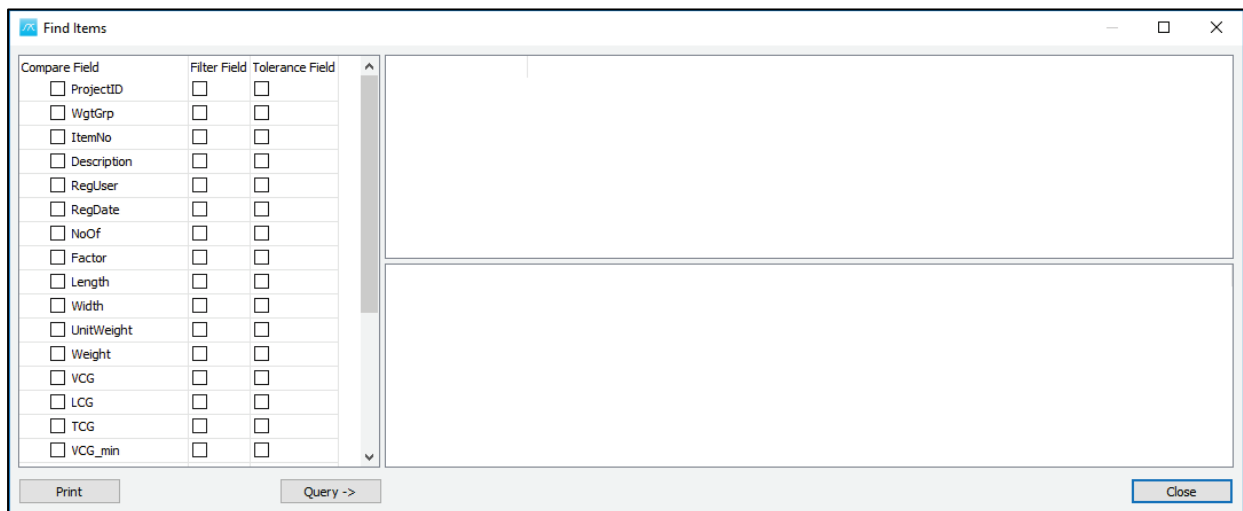 Find Items
Compare Field Filter Field Tolerance Field
ProjectID
WgtGrp
ItemNo
Description
RegUser
RegDate
NoOf
Factor
Length
Width
UnitWeight
Weight
VCG
LCG
TCG
VCG_min
Print Query -> Close